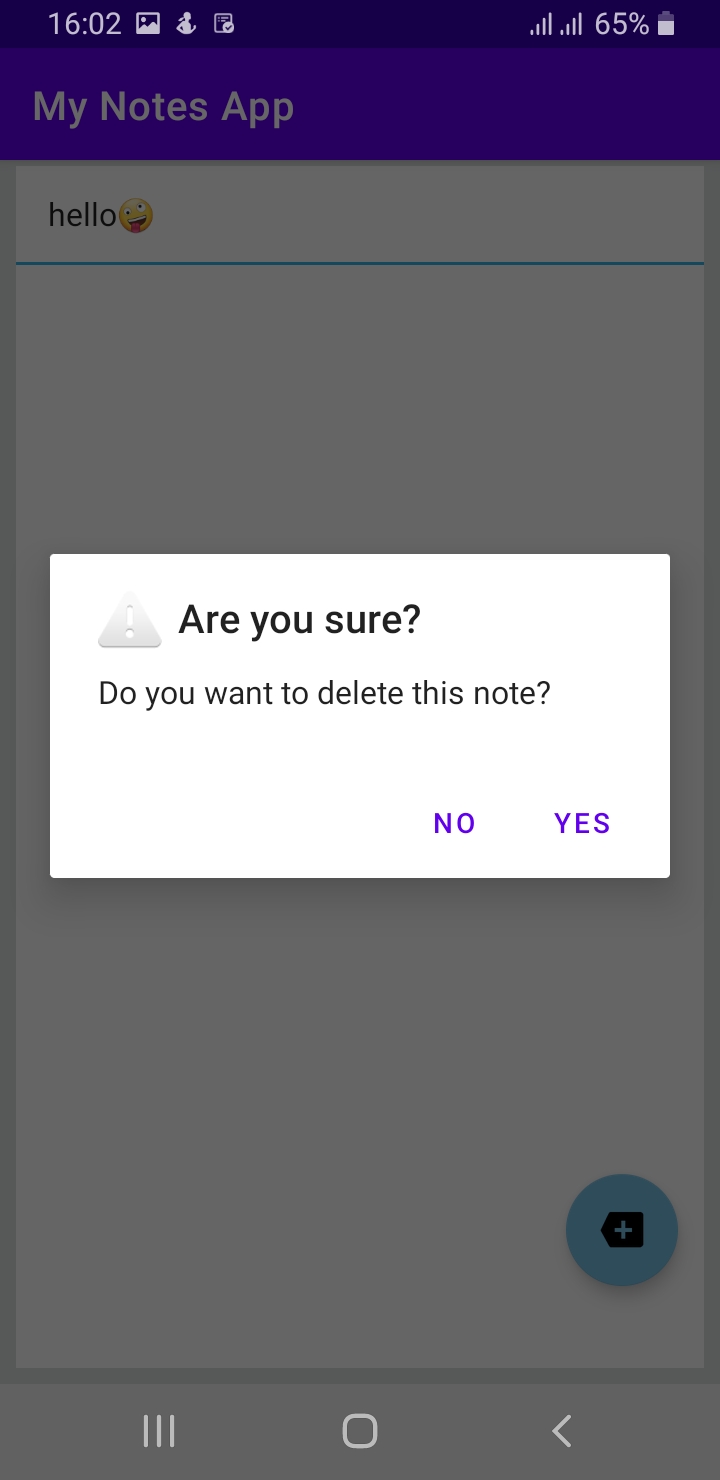 16:02 65%
My Notes App
hello🤪
Are you sure?
Do you want to delete this note?
NO YES